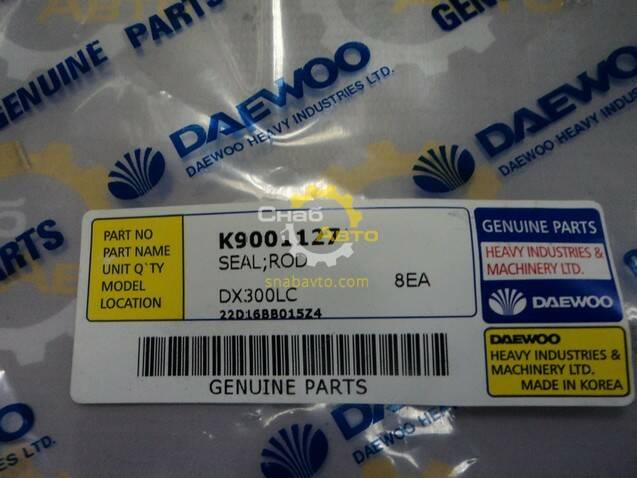 GENUINE PARTS
DAEWOO
DAEWOO HEAVY INDUSTRIES LTD.
DAEWOO
DAEWOO HEAVY INDUSTRIES LTD.
Снаб
Авто
snabavto.com
PART NO
PART NAME
UNIT Q`TY
MODEL
LOCATION
K9001127
SEAL;ROD
8EA
DX300LC
22D16BB015Z4
GENUINE PARTS
GENUINE PARTS
HEAVY INDUSTRIES &
MACHINERY LTD.
DAEWOO
DAEWOO
HEAVY INDUSTRIES &
MACHINERY LTD.
MADE IN KOREA